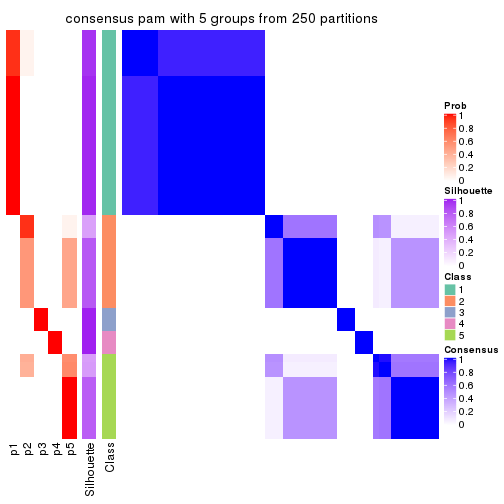 consensus pam with 5 groups from 250 partitions
Prob
1
0.8
0.6
0.4
0.2
0
Silhouette
1
0.8
0.6
0.4
0.2
0
Class
1
2
3
4
5
Consensus
1
0.8
0.6
0.4
0.2
0
p1
p2
p3
p4
p5
Silhouette
Class